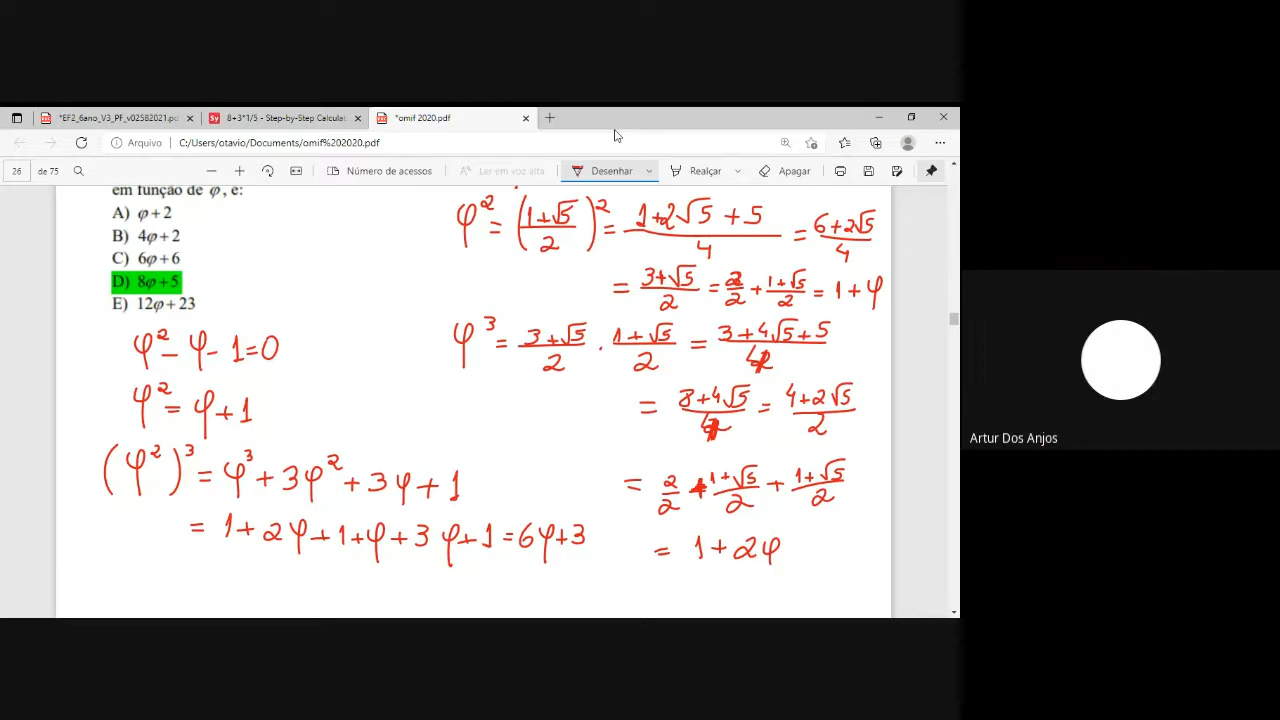 *EF2_6ano_V3_PF_v02582021.p
8+3*1/5 - Step-by-Step Calculat
*omif 2020.pdf
Arquivo
C:/Users/otavio/Documents/omif%202020.pdf
26 de 75
Número de acessos
Ler em voz alta
Desenhar
Realçar
Apagar
em função de φ, é:
A) φ+2
B) 4φ+2
C) 6φ+6
D) 8φ+5
E) 12φ+23
φ² - φ - 1 = 0
φ² = φ + 1
(φ²)³ = φ³ + 3φ² + 3φ + 1
= 1 + 2φ + 1 + φ + 3φ + 1 = 6φ + 3
φ² = ((1+√5)/2)² = (1+2√5+5)/4 = (6+2√5)/4
= (3+√5)/2 = 2/2 + (1+√5)/2 = 1 + φ
φ³ = (3+√5)/2 . (1+√5)/2 = (3+4√5+5)/4
= (8+4√5)/4 = (4+2√5)/2
= 2/2 + (1+√5)/2 + (1+√5)/2
= 1 + 2φ
Artur Dos Anjos